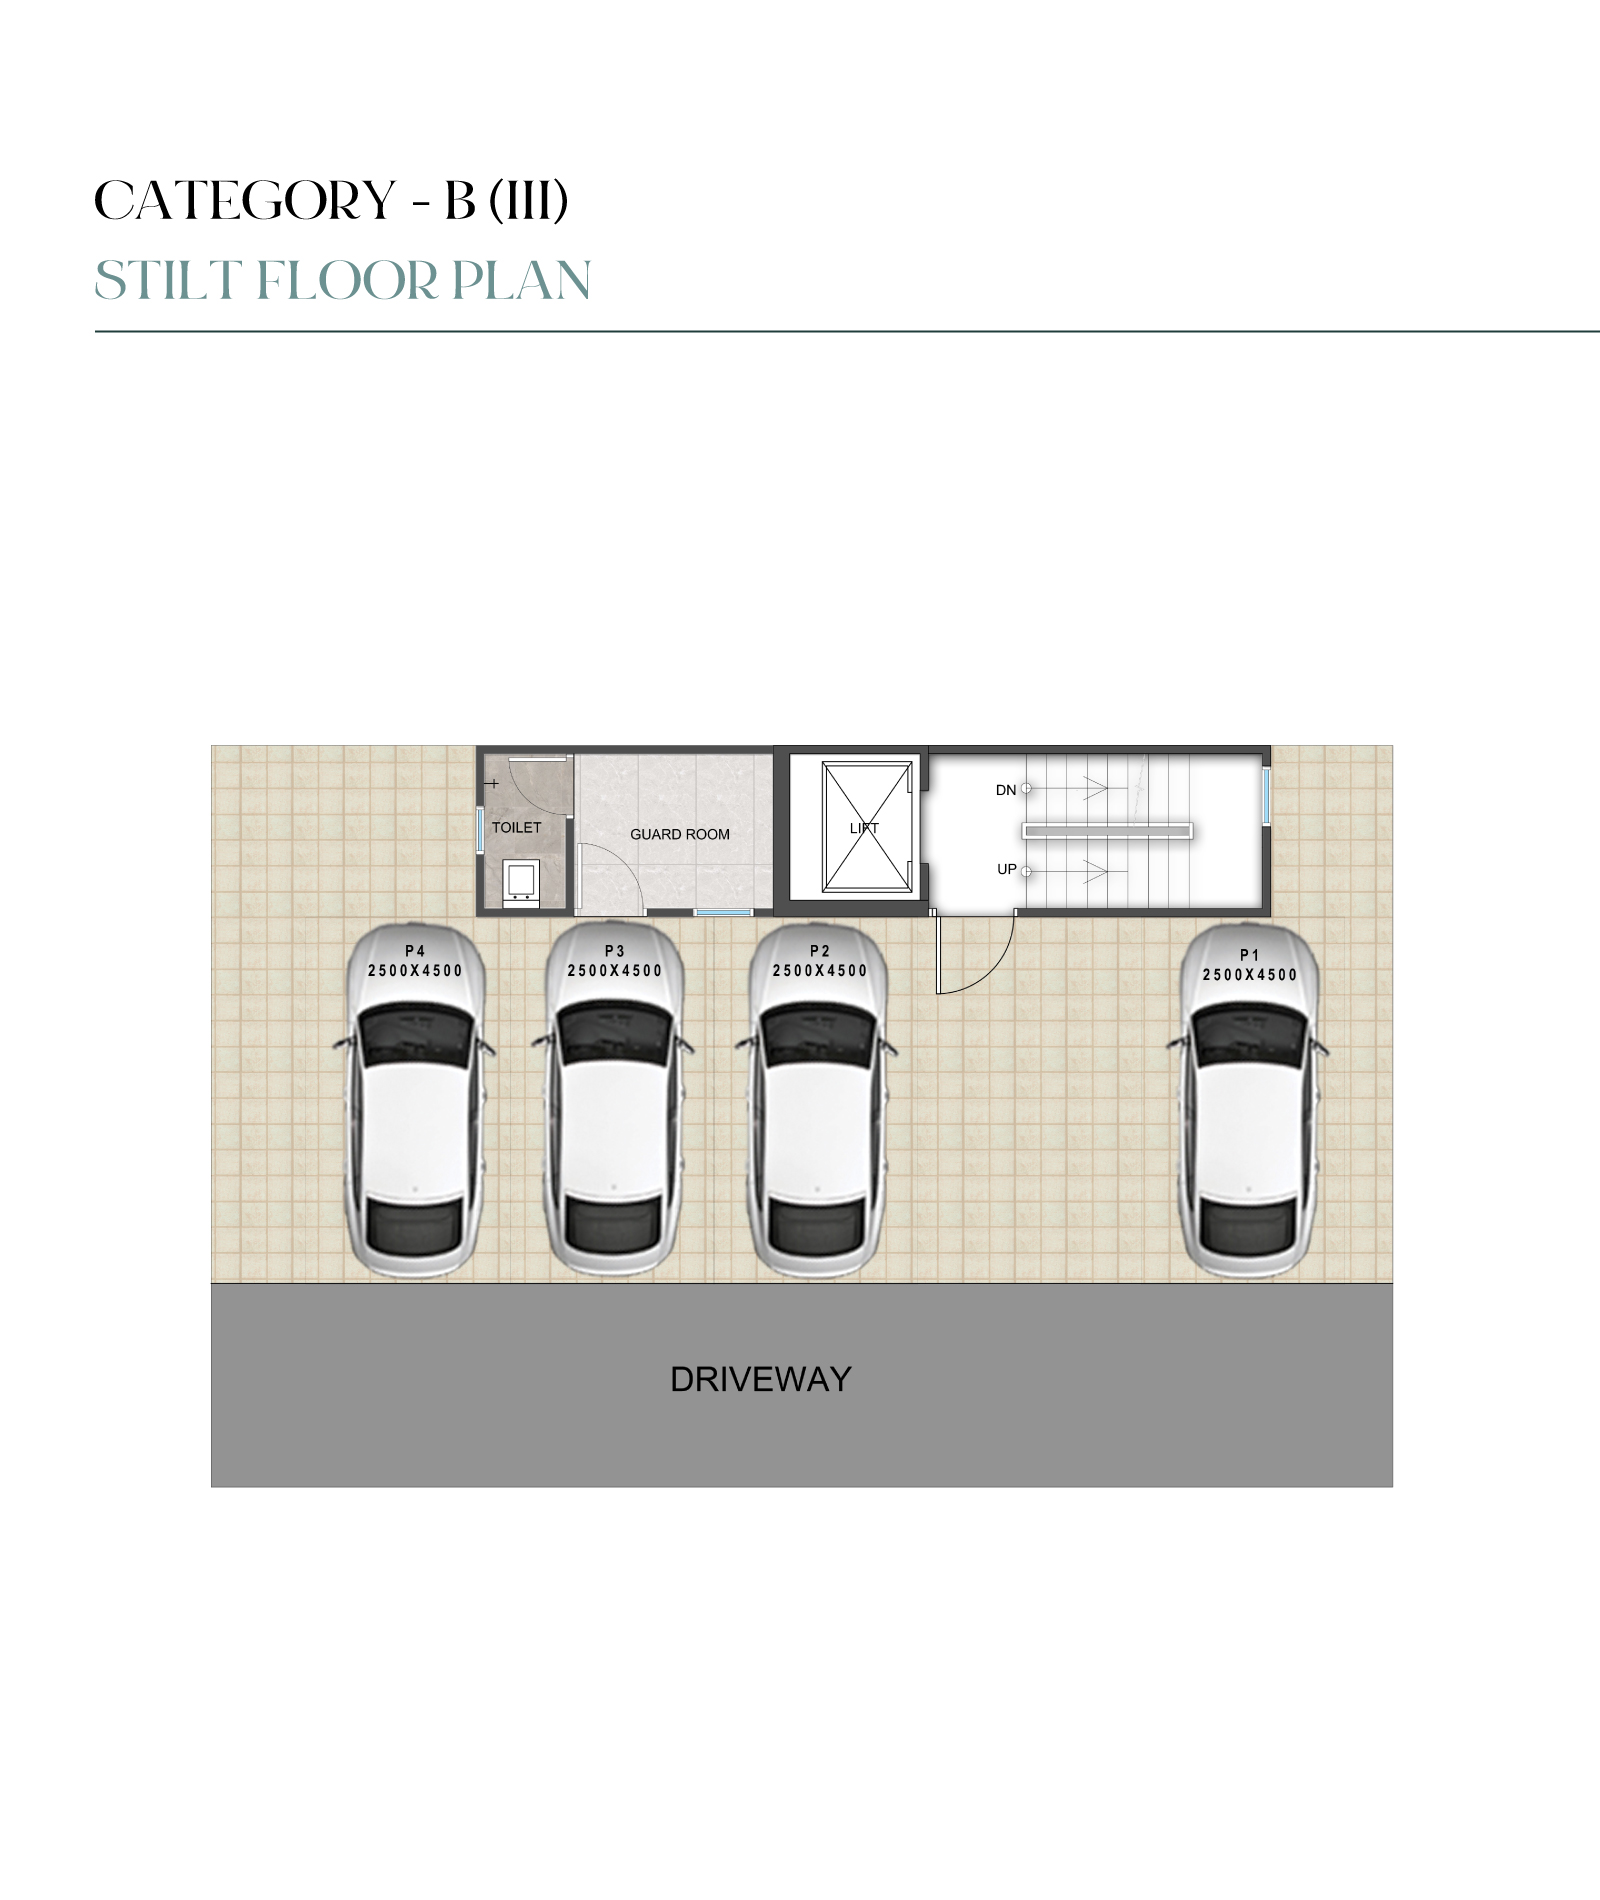 CATEGORY - B (III)
STILT FLOOR PLAN
DN
TOILET
GUARD ROOM
LIFT
UP
P4
2500X4500
P3
2500X4500
P2
2500X4500
P1
2500X4500
DRIVEWAY